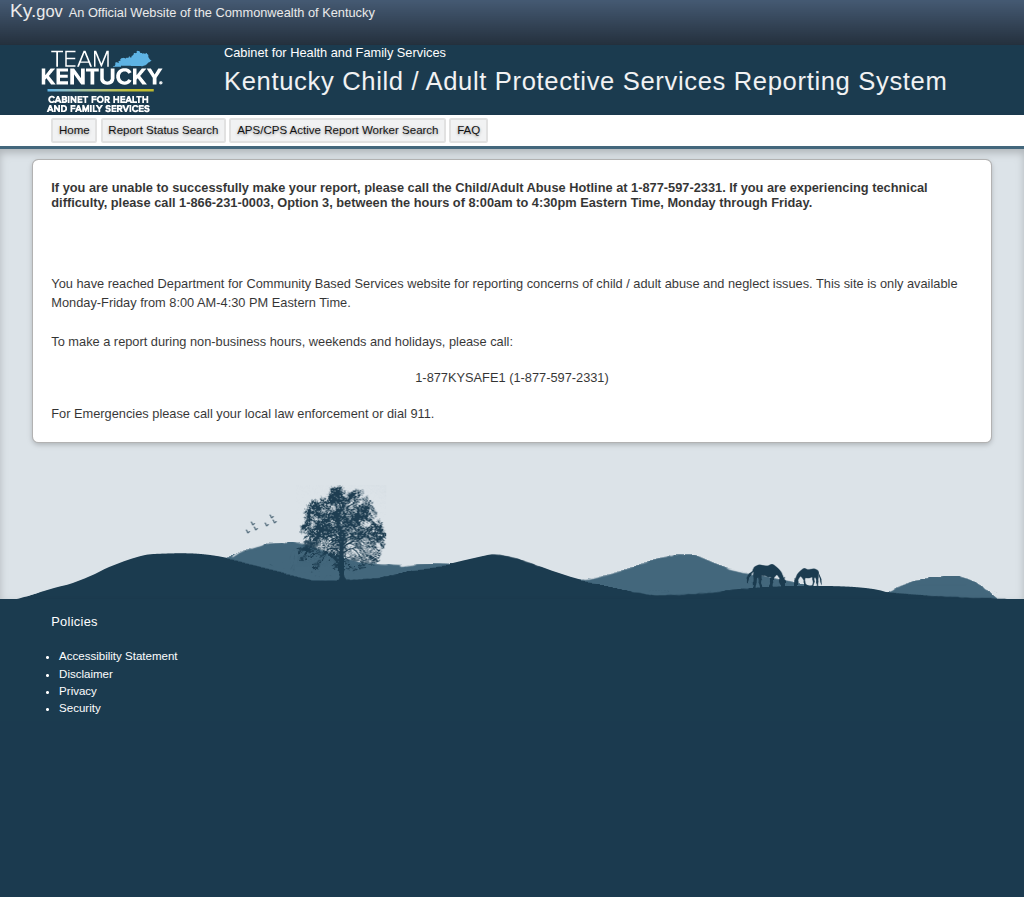 Ky.gov An Official Website of the Commonwealth of Kentucky
TEAM
KENTUCKY.
CABINET FOR HEALTH
AND FAMILY SERVICES
Cabinet for Health and Family Services
Kentucky Child / Adult Protective Services Reporting System
Home Report Status Search APS/CPS Active Report Worker Search FAQ
If you are unable to successfully make your report, please call the Child/Adult Abuse Hotline at 1-877-597-2331. If you are experiencing technical
difficulty, please call 1-866-231-0003, Option 3, between the hours of 8:00am to 4:30pm Eastern Time, Monday through Friday.
You have reached Department for Community Based Services website for reporting concerns of child / adult abuse and neglect issues. This site is only available
Monday-Friday from 8:00 AM-4:30 PM Eastern Time.
To make a report during non-business hours, weekends and holidays, please call:
1-877KYSAFE1 (1-877-597-2331)
For Emergencies please call your local law enforcement or dial 911.
Policies
Accessibility Statement
Disclaimer
Privacy
Security